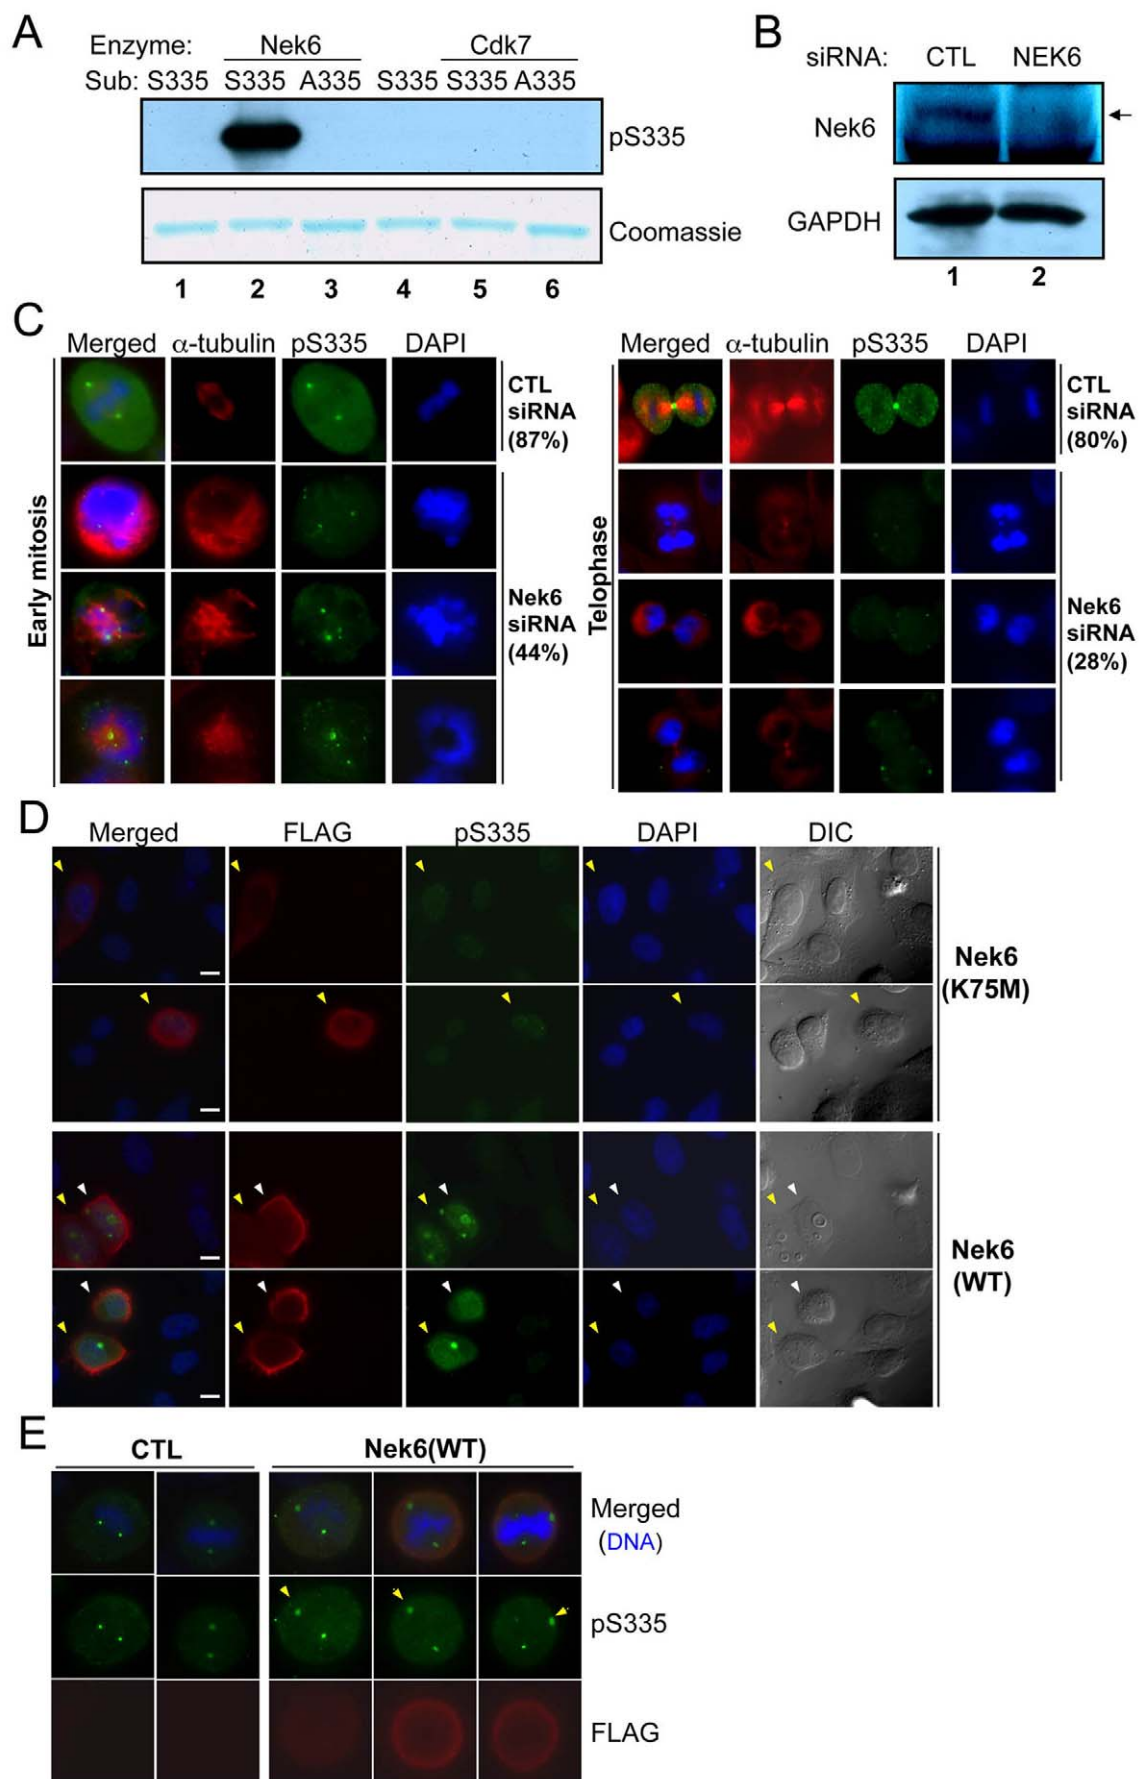 A
Enzyme: Nek6 Cdk7
Sub: S335 S335 A335 S335 S335 A335
pS335
Coomassie
1 2 3 4 5 6
B
siRNA: CTL NEK6
Nek6
GAPDH
1 2
C
Merged α-tubulin pS335 DAPI
Early mitosis
CTL
siRNA
(87%)
Nek6
siRNA
(44%)
Merged α-tubulin pS335 DAPI
Telophase
CTL
siRNA
(80%)
Nek6
siRNA
(28%)
D
Merged FLAG pS335 DAPI DIC
Nek6
(K75M)
Nek6
(WT)
E
CTL Nek6(WT)
Merged
(DNA)
pS335
FLAG